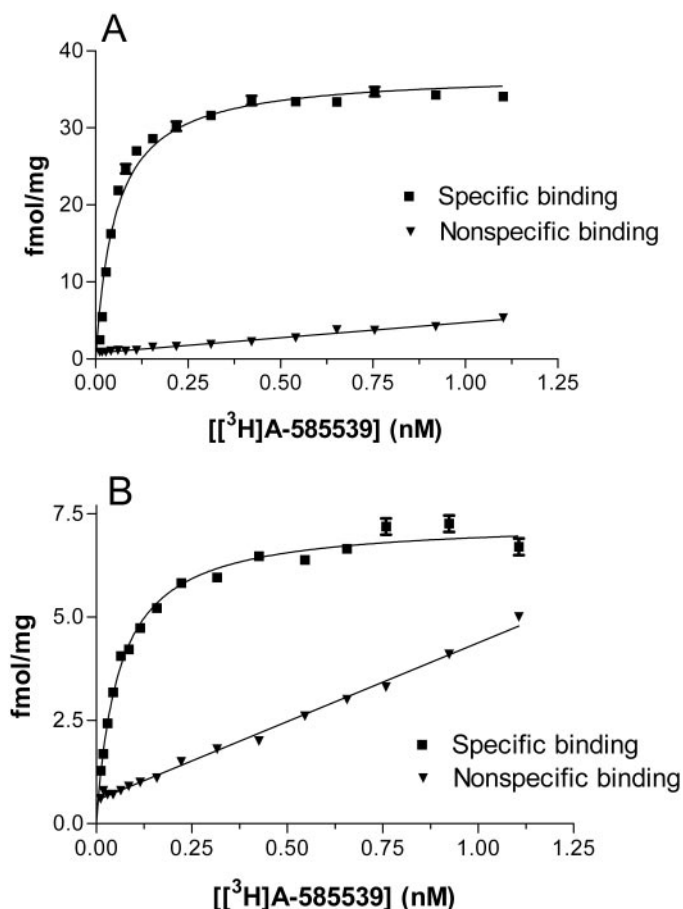 A
40
30
20
10
0
fmol/mg
Specific binding
Nonspecific binding
0.00 0.25 0.50 0.75 1.00 1.25
[[³H]A-585539] (nM)
B
7.5
5.0
2.5
0.0
fmol/mg
Specific binding
Nonspecific binding
0.00 0.25 0.50 0.75 1.00 1.25
[[³H]A-585539] (nM)